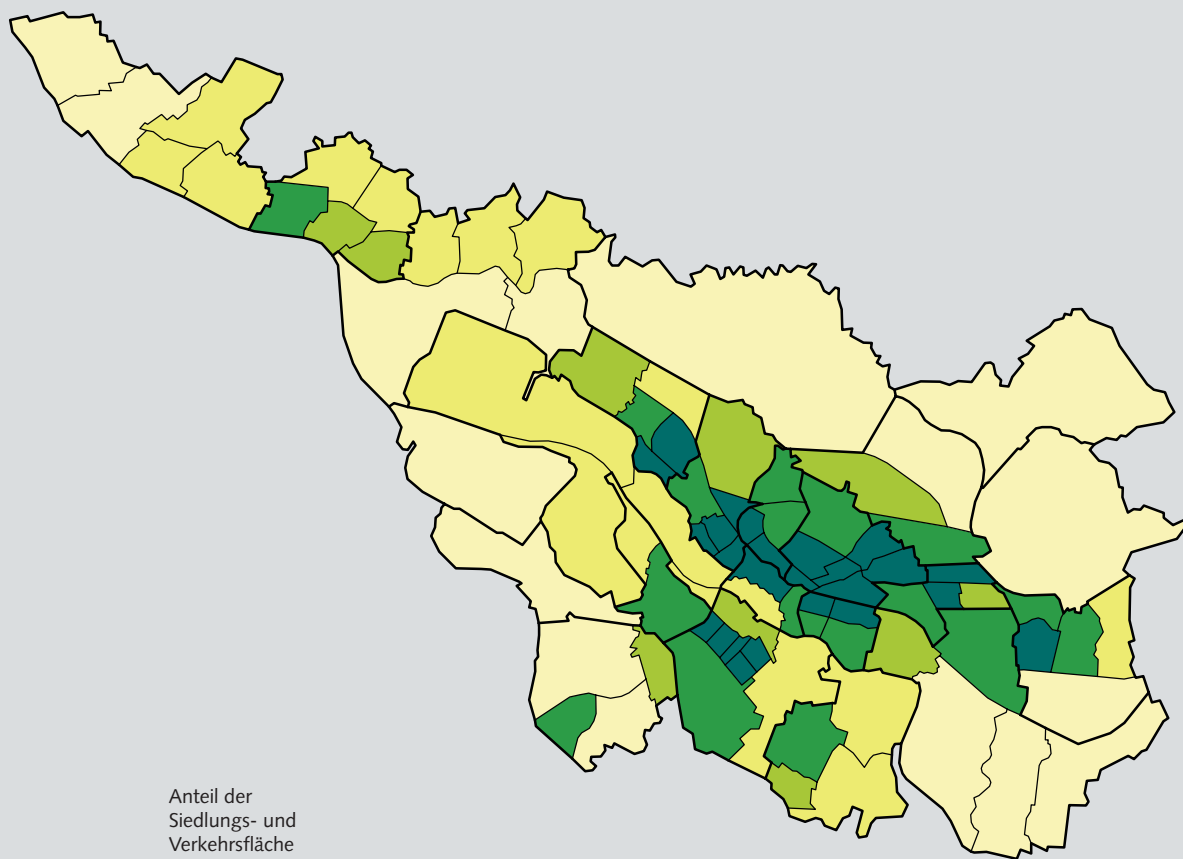 Anteil der
Siedlungs- und
Verkehrsfläche